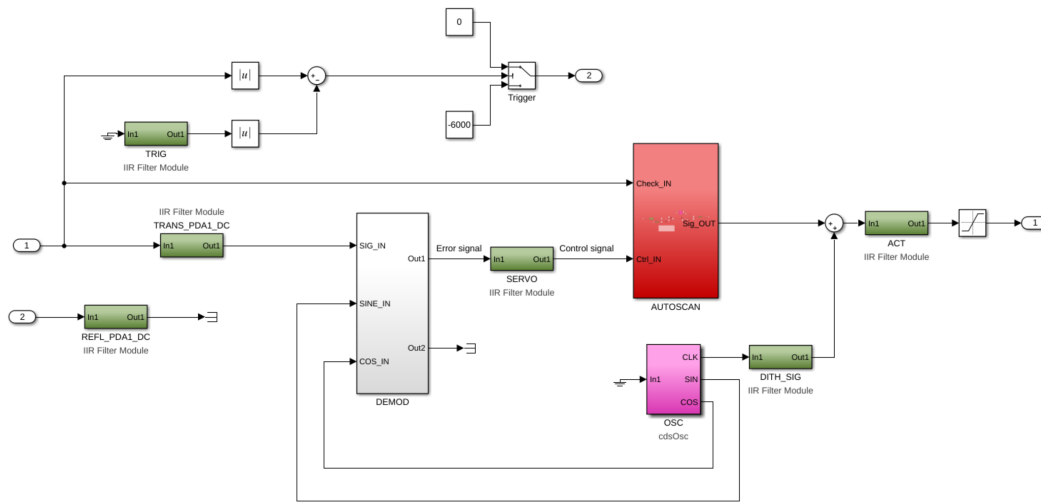 0
|u|
+
−
2
Trigger
-6000
In1
Out1
|u|
TRIG
IIR Filter Module
Check_IN
IIR Filter Module
TRANS_PDA1_DC
1
In1
Out1
SIG_IN
Out1
Error signal
In1
Out1
Control signal
Ctrl_IN
Sig_OUT
+
+
In1
Out1
1
ACT
IIR Filter Module
SERVO
IIR Filter Module
SINE_IN
AUTOSCAN
2
In1
Out1
REFL_PDA1_DC
IIR Filter Module
COS_IN
Out2
DEMOD
CLK
In1
SIN
COS
OSC
cdsOsc
In1
Out1
DITH_SIG
IIR Filter Module